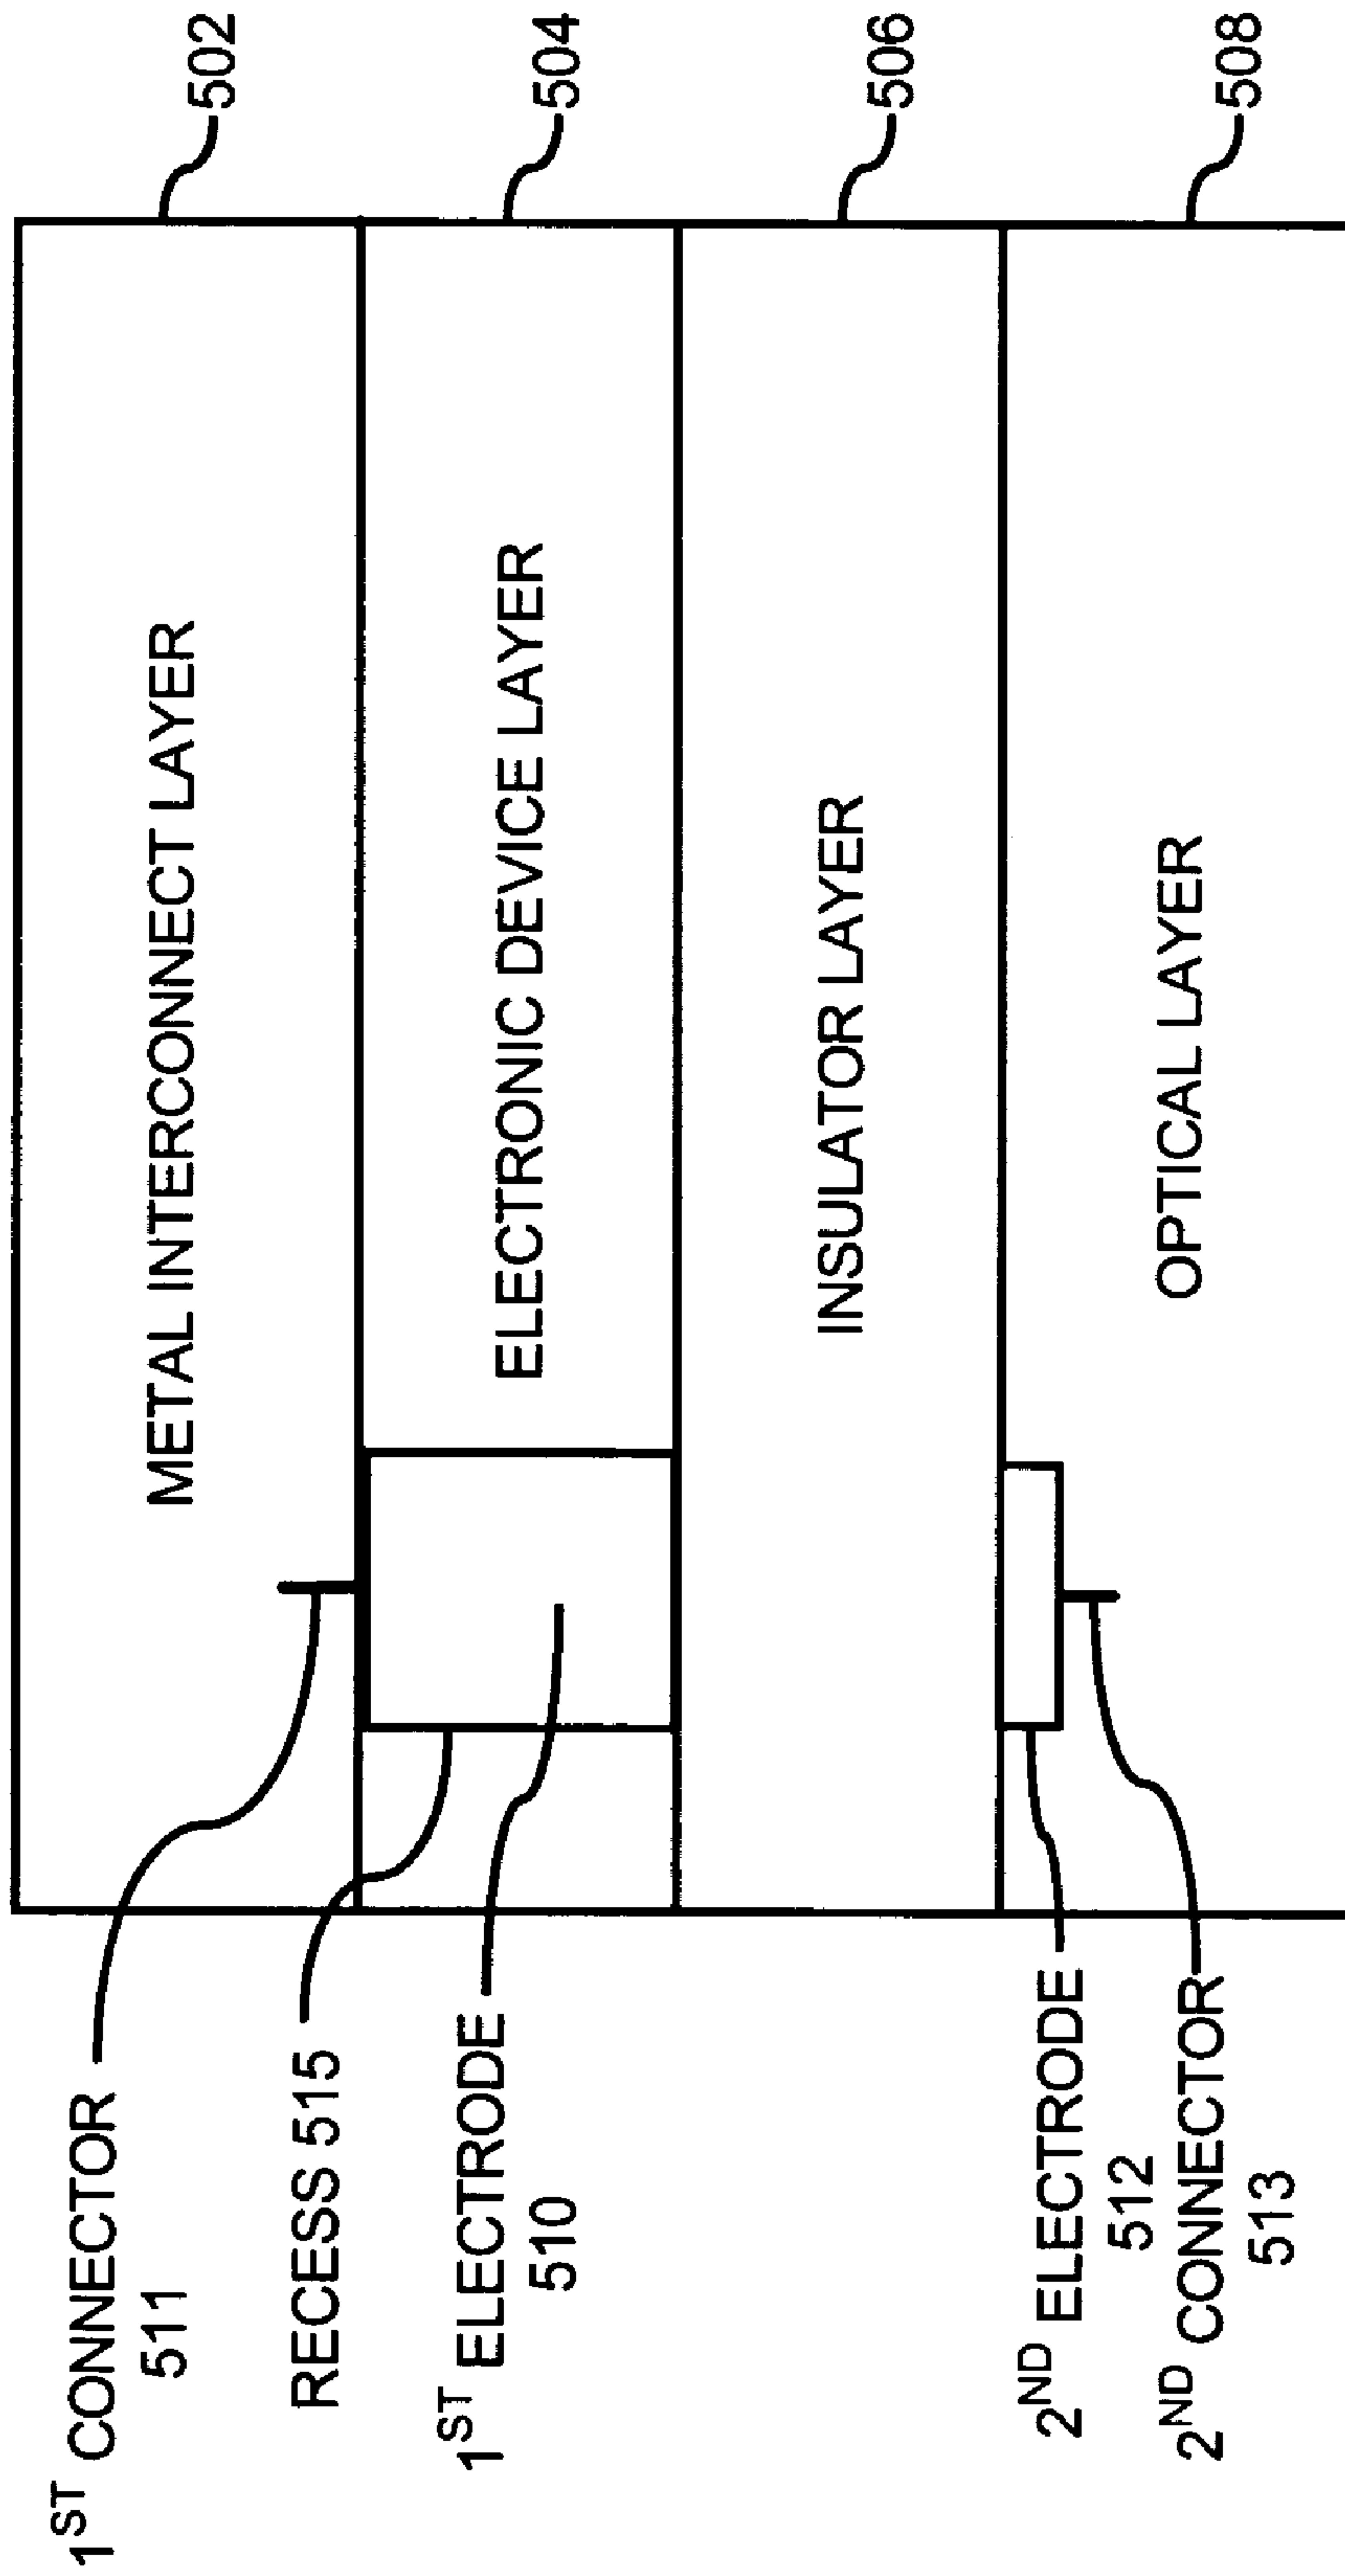 1ST CONNECTOR
511
RECESS 515
1ST ELECTRODE
510
2ND ELECTRODE
512
2ND CONNECTOR
513
METAL INTERCONNECT LAYER
ELECTRONIC DEVICE LAYER
INSULATOR LAYER
OPTICAL LAYER
502
504
506
508